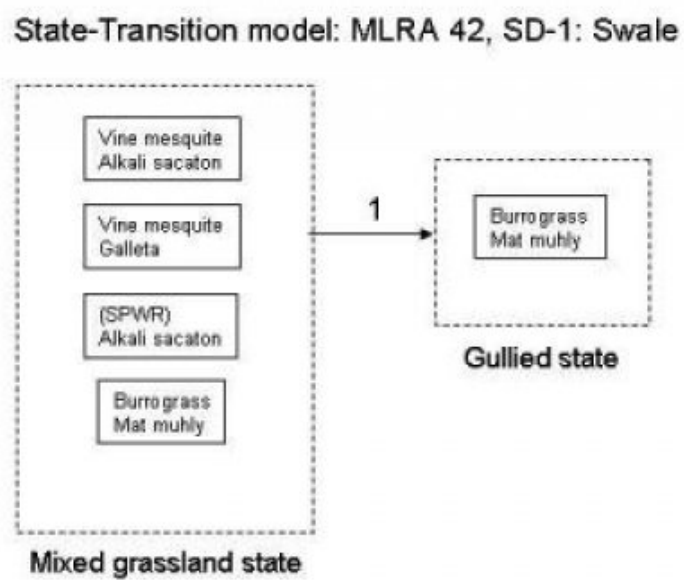 State-Transition model: MLRA 42, SD-1: Swale
Vine mesquite
Alkali sacaton
Vine mesquite
Galleta
(SPWR)
Alkali sacaton
Burrograss
Mat muhly
Mixed grassland state
1
Burrograss
Mat muhly
Gullied state